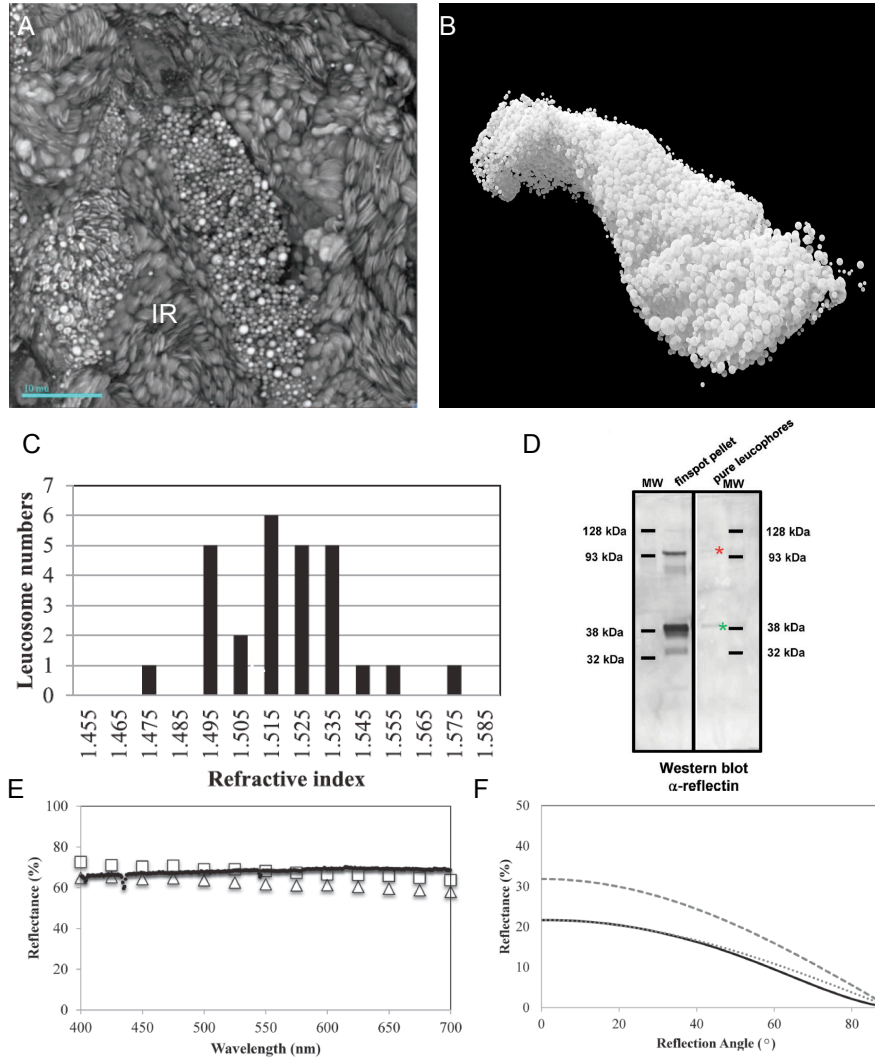 A
B
IR
10 nm
C
Leucosome numbers
7
6
5
4
3
2
1
0
1.455 1.465 1.475 1.485 1.495 1.505 1.515 1.525 1.535 1.545 1.555 1.565 1.575 1.585
Refractive index
D
finspot pellet
pure leucophores
MW MW
128 kDa 128 kDa
93 kDa 93 kDa
38 kDa 38 kDa
32 kDa 32 kDa
Western blot
α-reflectin
E
Reflectance (%)
100
80
60
40
20
0
400 450 500 550 600 650 700
Wavelength (nm)
F
Reflectance (%)
50
40
30
20
10
0
0 20 40 60 80
Reflection Angle (°)